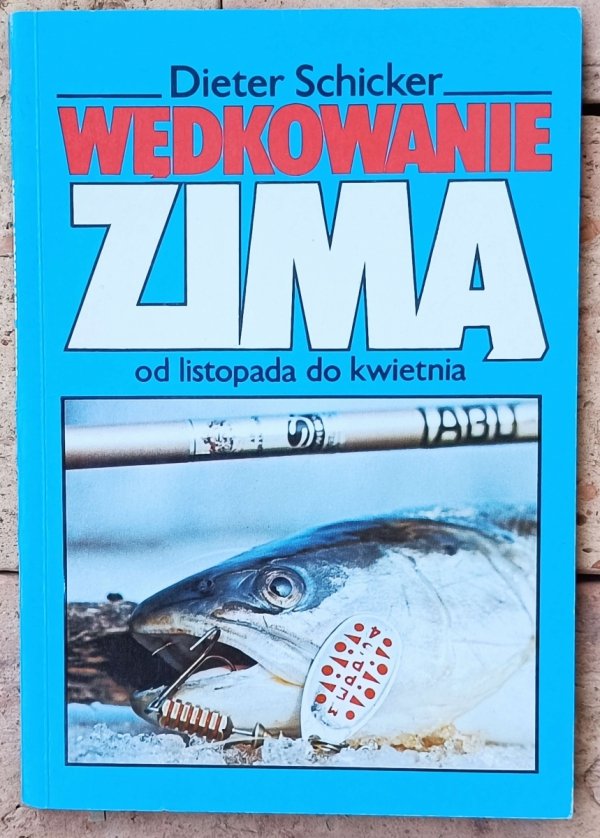 Dieter Schicker
WĘDKOWANIE
ZIMĄ
od listopada do kwietnia
ABU